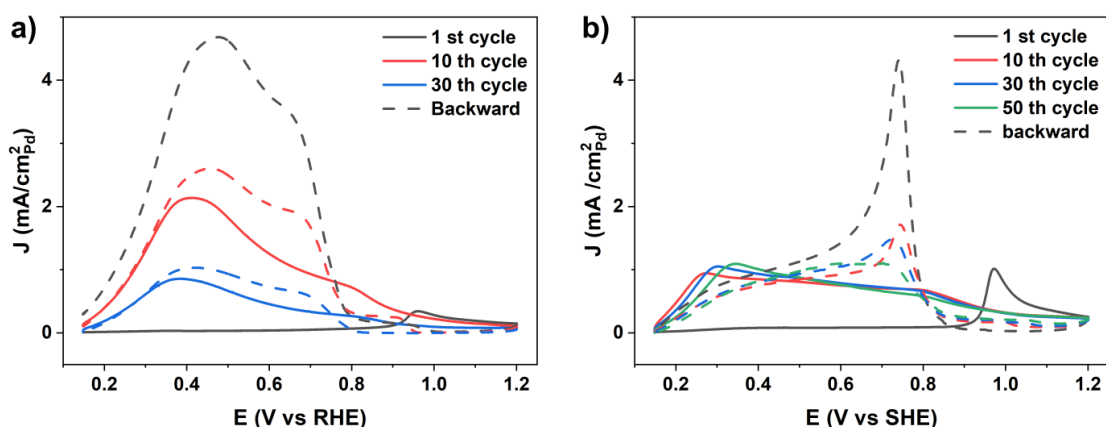 a)
1 st cycle
10 th cycle
30 th cycle
Backward
4
2
0
J (mA/cm²Pd)
0.2 0.4 0.6 0.8 1.0 1.2
E (V vs RHE)
b)
1 st cycle
10 th cycle
30 th cycle
50 th cycle
backward
4
2
0
J (mA /cm²Pd)
0.2 0.4 0.6 0.8 1.0 1.2
E (V vs SHE)